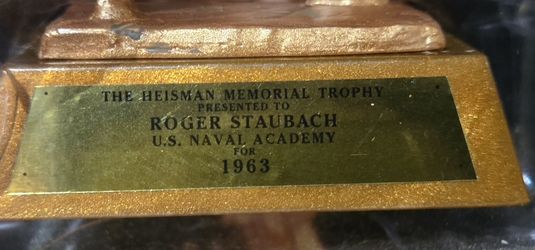 THE HEISMAN MEMORIAL TROPHY
PRESENTED TO
ROGER STAUBACH
U.S. NAVAL ACADEMY
FOR
1963